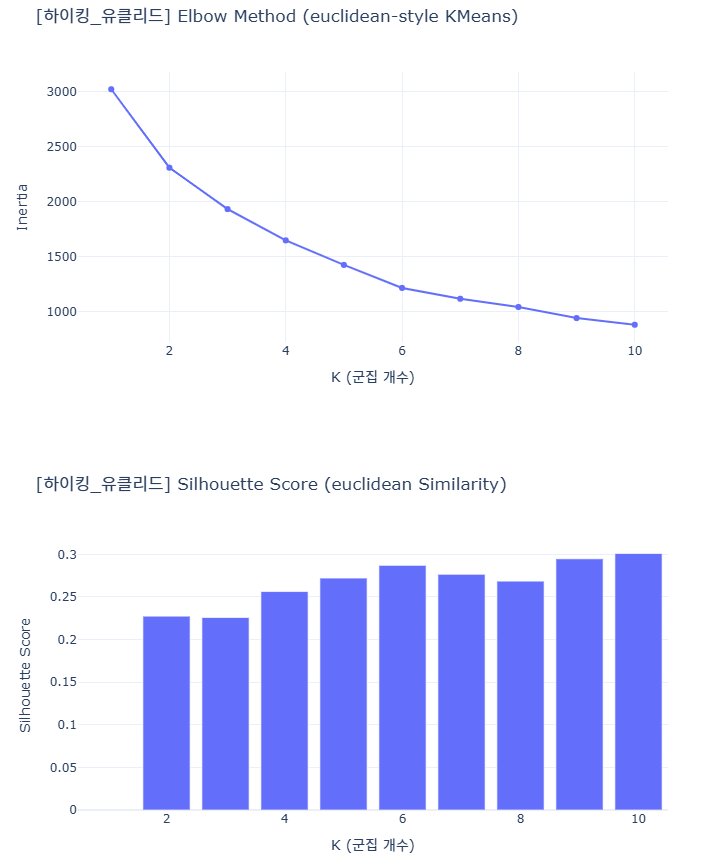 [하이킹_유클리드] Elbow Method (euclidean-style KMeans)
3000
2500
2000
1500
1000
Inertia
2 4 6 8 10
K (군집 개수)
[하이킹_유클리드] Silhouette Score (euclidean Similarity)
0.3
0.25
0.2
0.15
0.1
0.05
0
Silhouette Score
2 4 6 8 10
K (군집 개수)